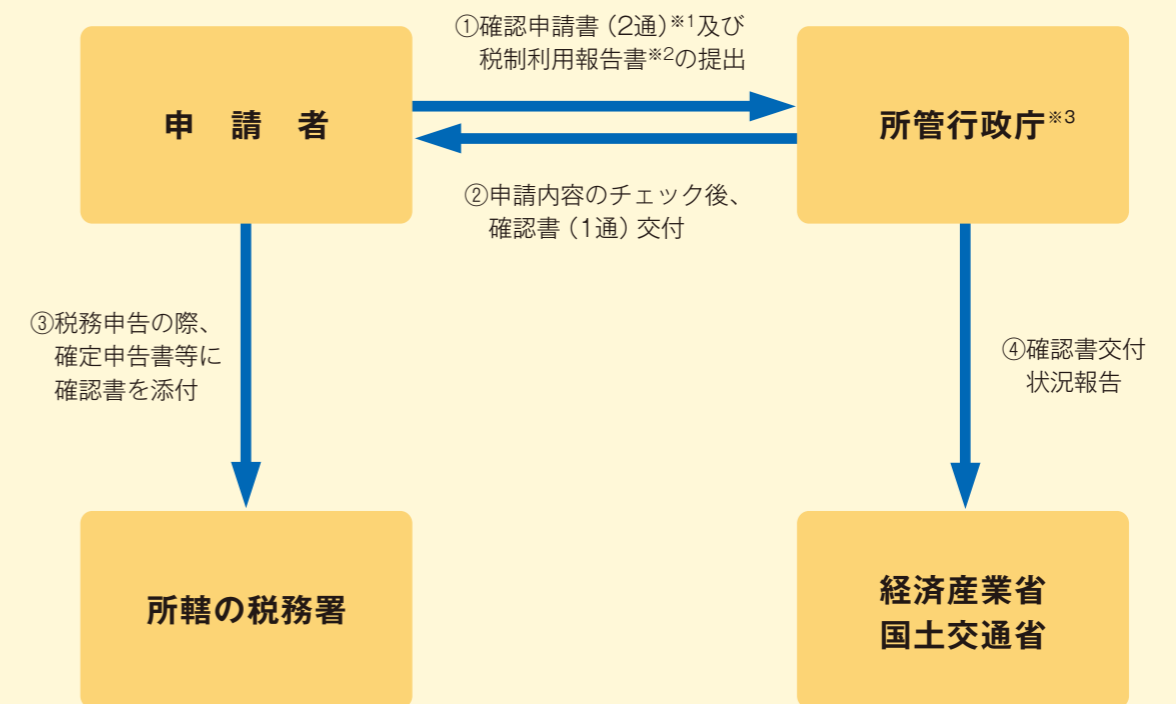 ①確認申請書（2通）※1及び
税制利用報告書※2の提出
申　請　者
所管行政庁※3
②申請内容のチェック後、
確認書（1通）交付
③税務申告の際、
確定申告書等に
確認書を添付
④確認書交付
状況報告
所轄の税務署
経済産業省
国土交通省